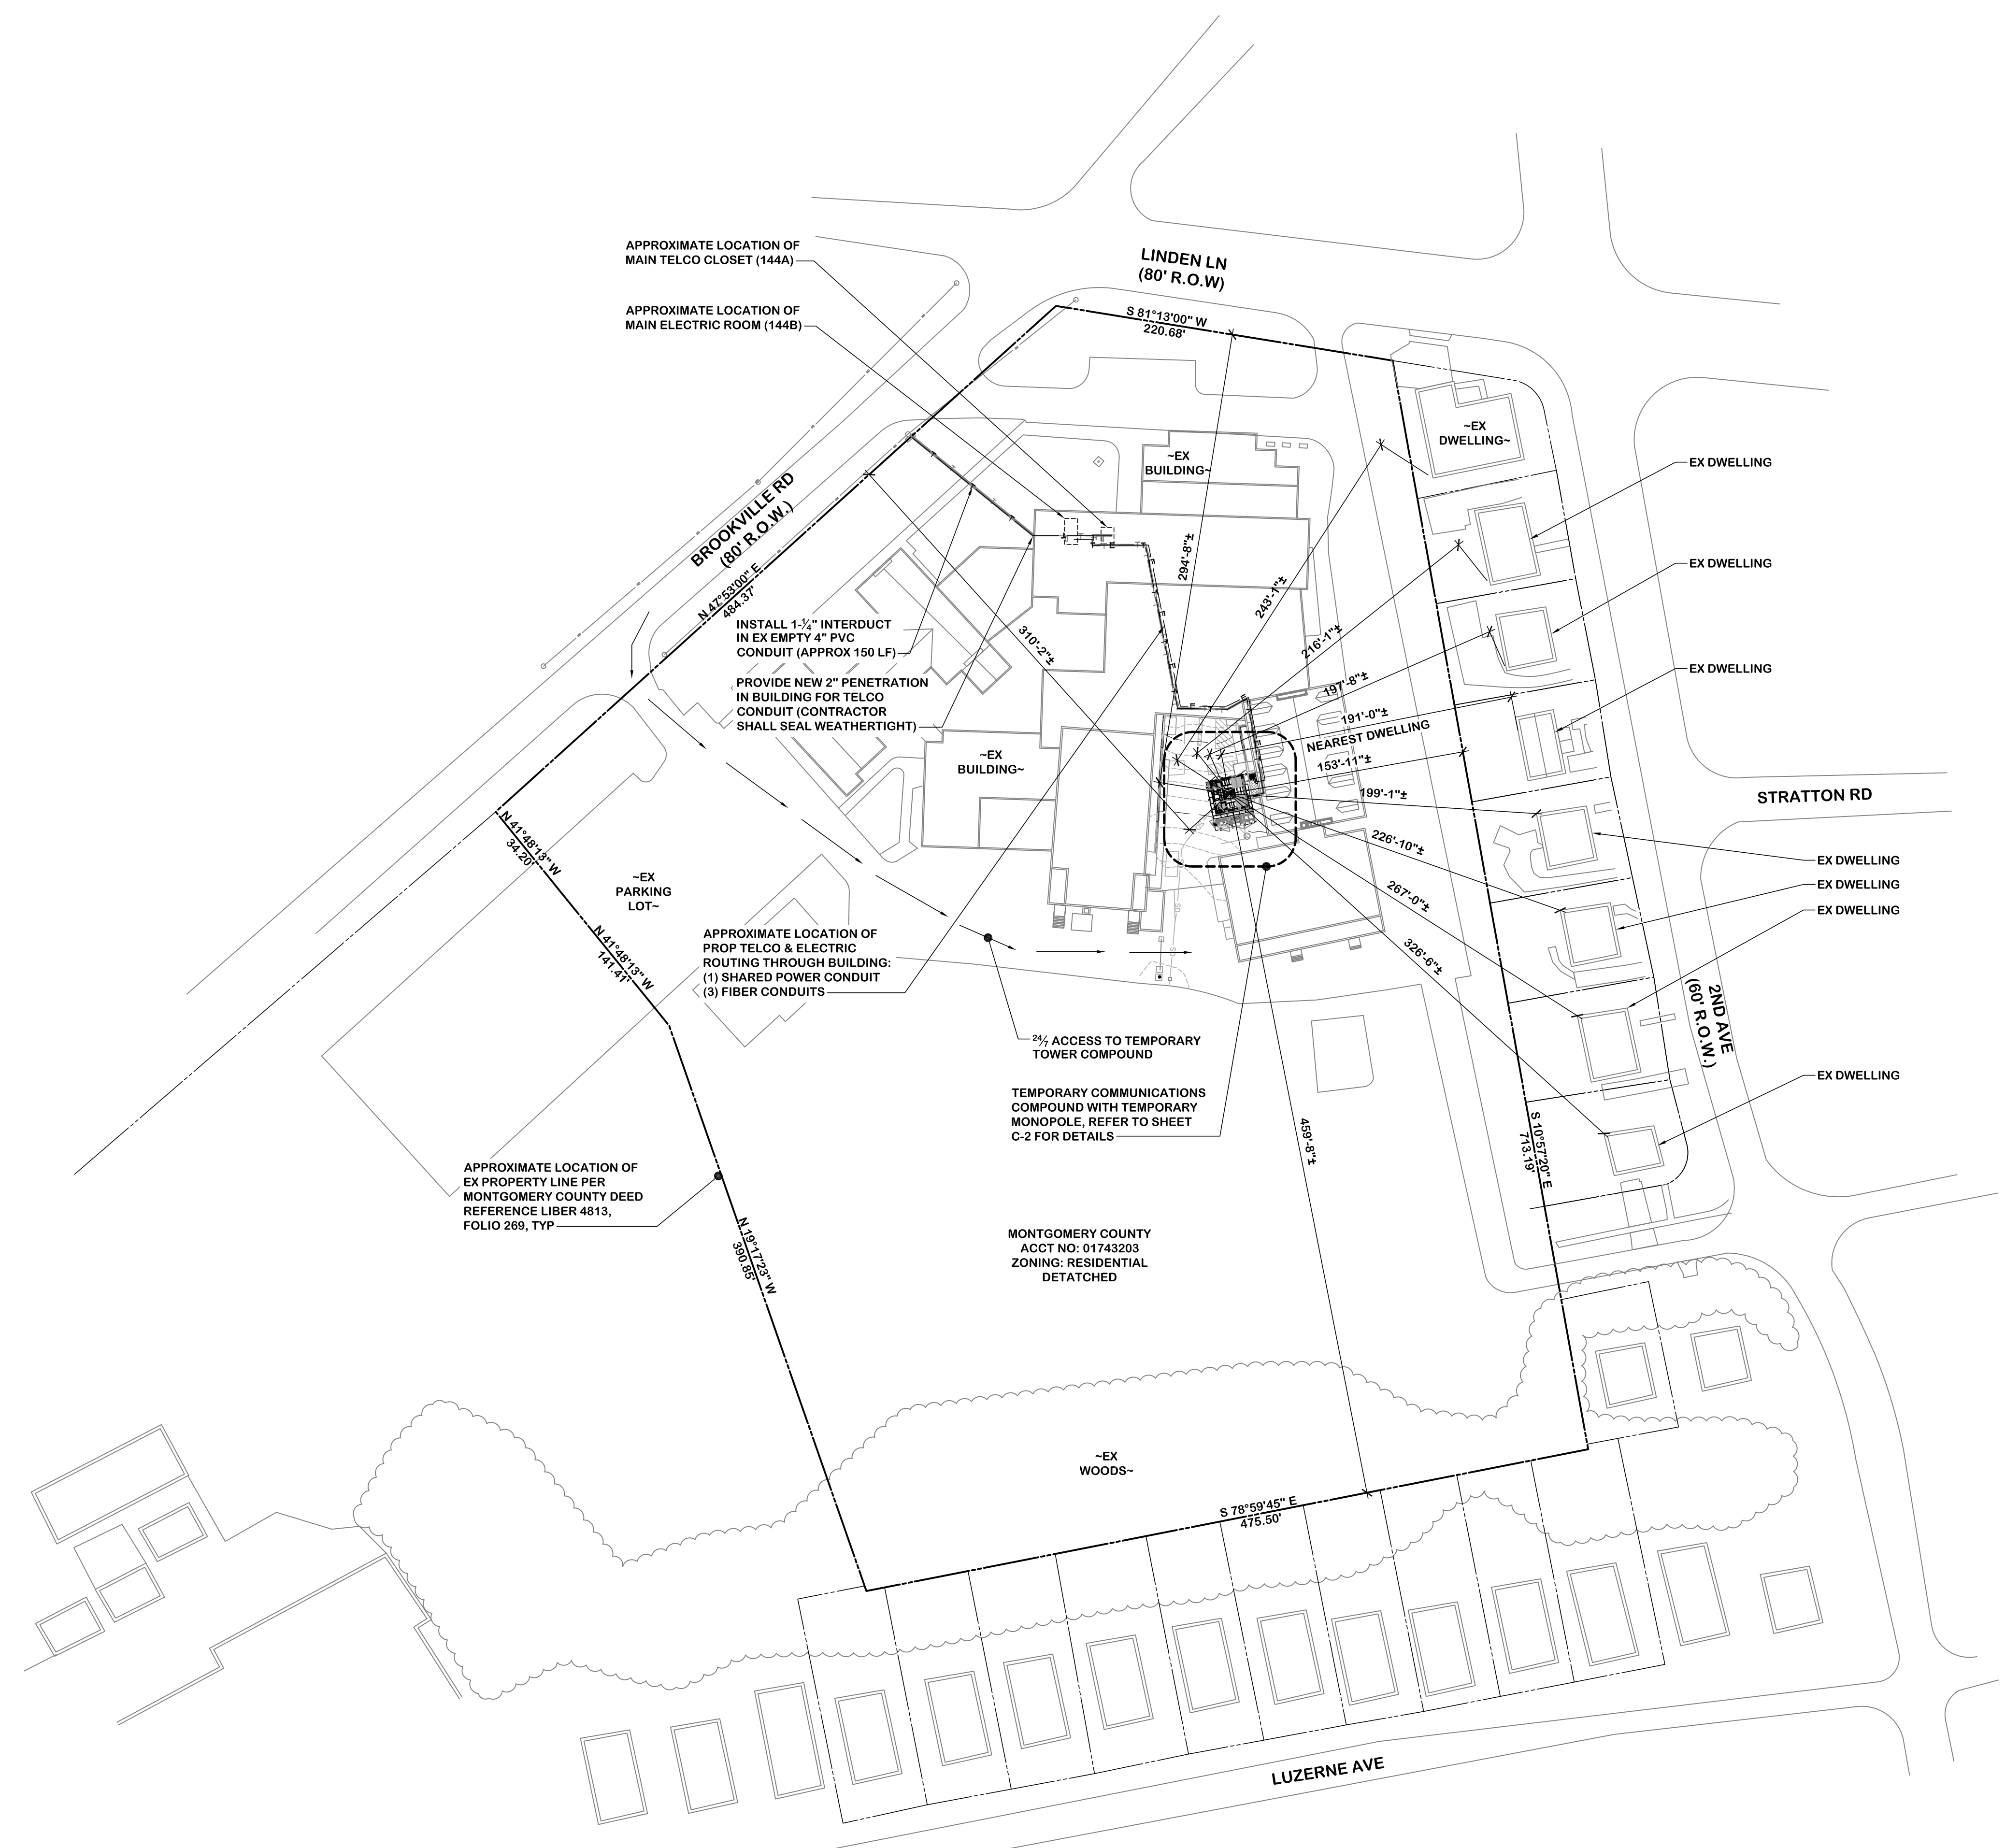 LINDEN LN
(80' R.O.W)
APPROXIMATE LOCATION OF
MAIN TELCO CLOSET (144A)
APPROXIMATE LOCATION OF
MAIN ELECTRIC ROOM (144B)
S 81°13'00" W
220.68'
~EX
DWELLING~
~EX
BUILDING~
EX DWELLING
BROOKVILLE RD
(80' R.O.W.)
N 47°53'00" E
484.37'
294'-8"±
243'-1"±
EX DWELLING
INSTALL 1-¼" INTERDUCT
IN EX EMPTY 4" PVC
CONDUIT (APPROX 150 LF)
310'-2"±
216'-1"±
EX DWELLING
PROVIDE NEW 2" PENETRATION
IN BUILDING FOR TELCO
CONDUIT (CONTRACTOR
SHALL SEAL WEATHERTIGHT)
197'-8"±
191'-0"±
NEAREST DWELLING
153'-11"±
~EX
BUILDING~
199'-1"±
STRATTON RD
226'-10"±
267'-0"±
326'-6"±
EX DWELLING
EX DWELLING
EX DWELLING
N 41°48'13" W
34.20'
~EX
PARKING
LOT~
N 41°48'13" W
141.41'
APPROXIMATE LOCATION OF
PROP TELCO & ELECTRIC
ROUTING THROUGH BUILDING:
(1) SHARED POWER CONDUIT
(3) FIBER CONDUITS
2ND AVE
(60' R.O.W.)
24/7 ACCESS TO TEMPORARY
TOWER COMPOUND
EX DWELLING
TEMPORARY COMMUNICATIONS
COMPOUND WITH TEMPORARY
MONOPOLE, REFER TO SHEET
C-2 FOR DETAILS
459'-8"±
S 10°57'20" E
713.19'
APPROXIMATE LOCATION OF
EX PROPERTY LINE PER
MONTGOMERY COUNTY DEED
REFERENCE LIBER 4813,
FOLIO 269, TYP
N 19°17'23" W
390.85'
MONTGOMERY COUNTY
ACCT NO: 01743203
ZONING: RESIDENTIAL
DETATCHED
~EX
WOODS~
S 78°59'45" E
475.50'
LUZERNE AVE